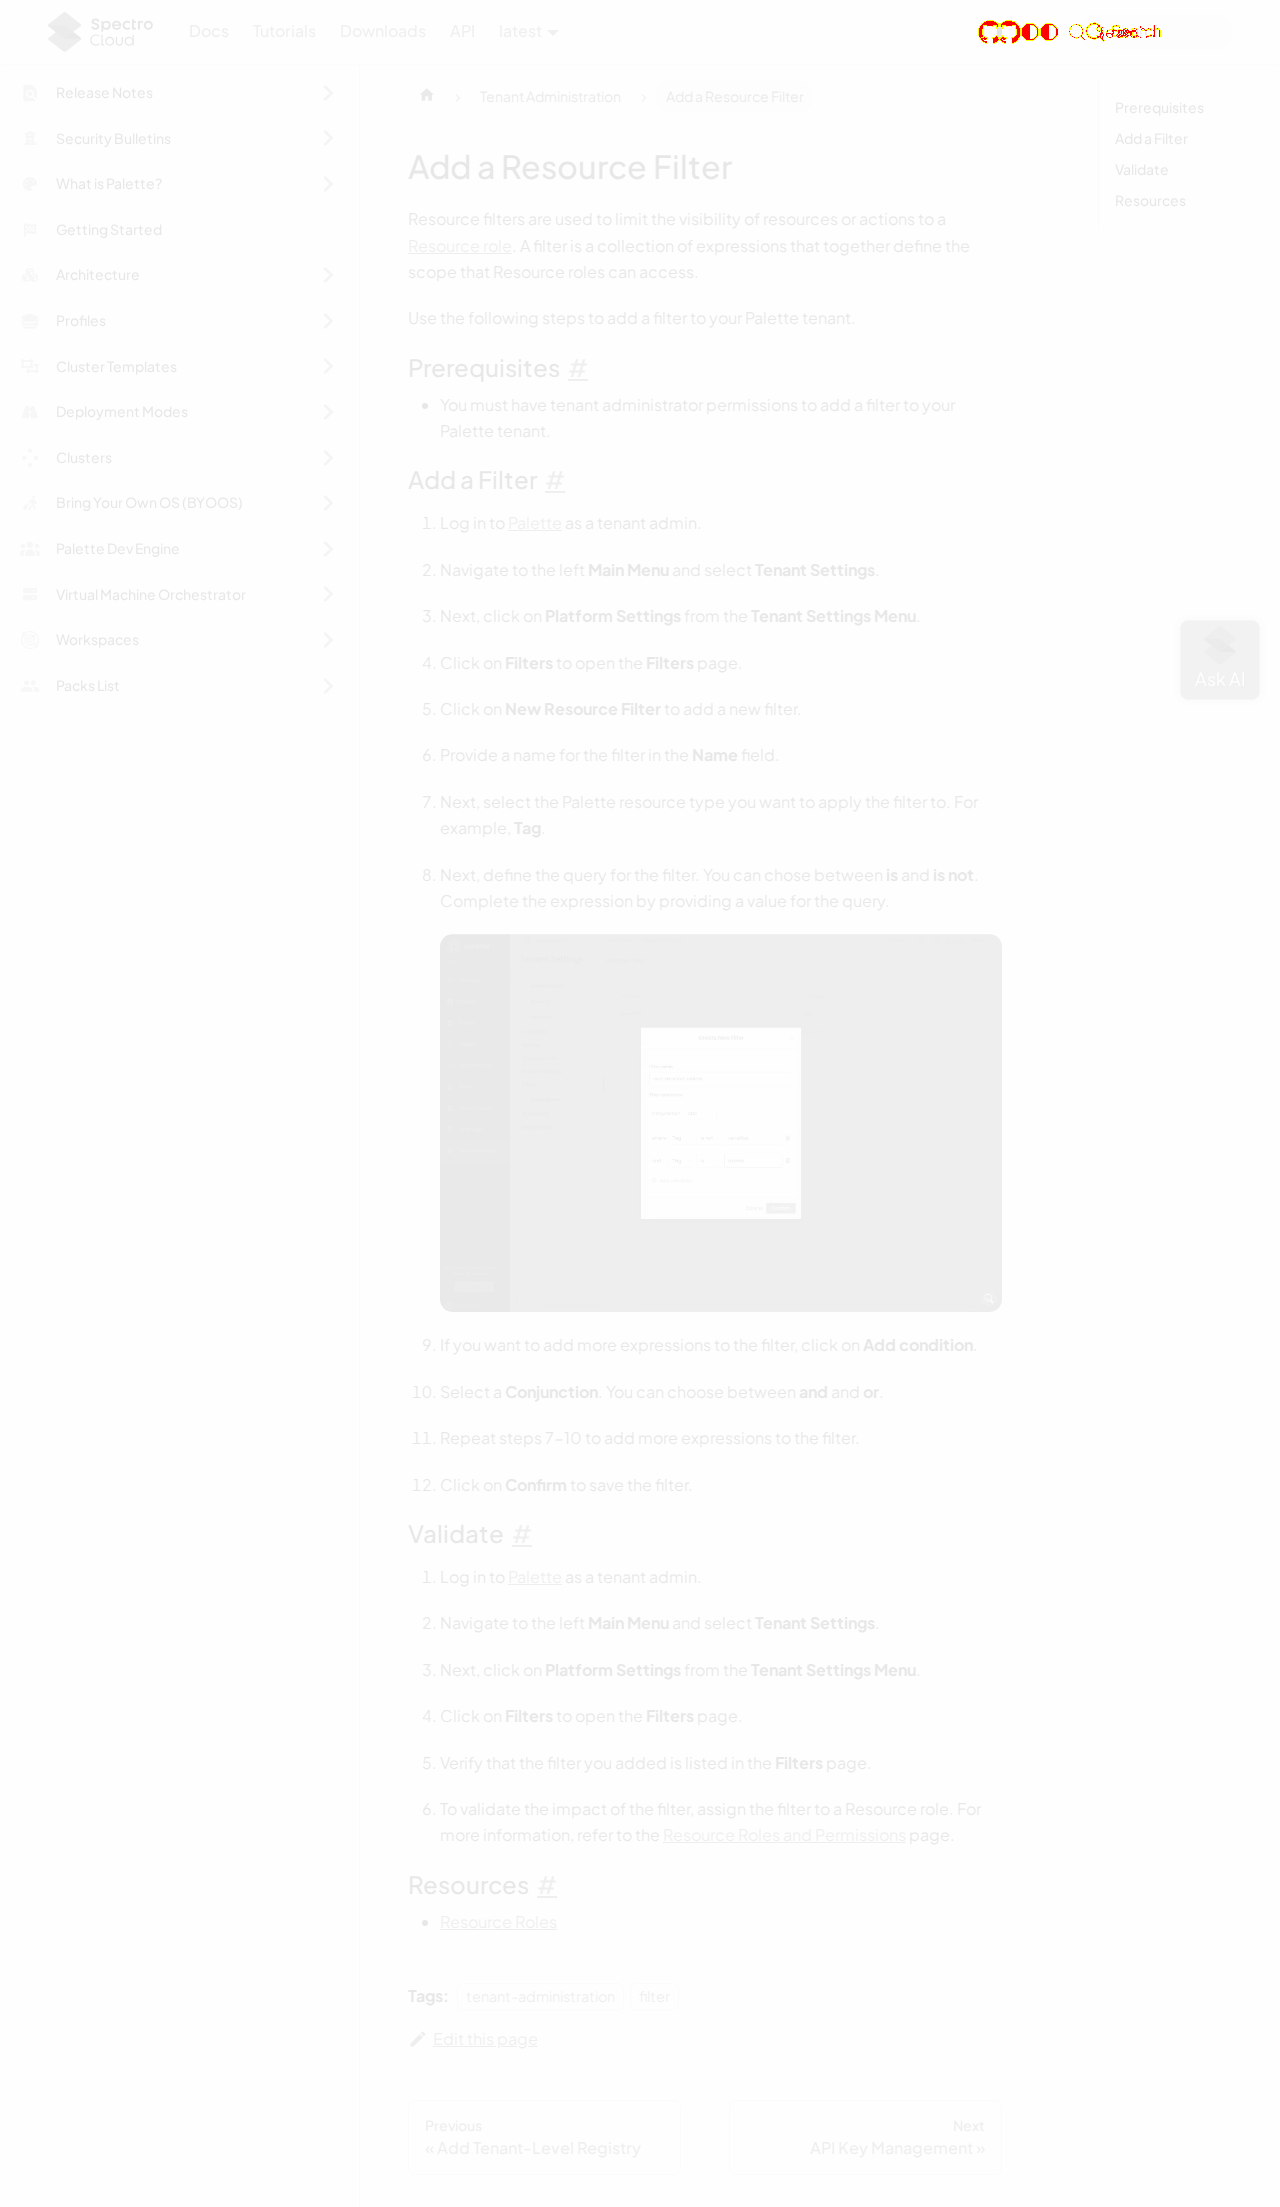 Spectro Cloud
Docs Tutorials Downloads API latest
Search
Release Notes
Security Bulletins
What is Palette?
Getting Started
Architecture
Profiles
Cluster Templates
Deployment Modes
Clusters
Bring Your Own OS (BYOOS)
Palette Dev Engine
Virtual Machine Orchestrator
Workspaces
Packs List
Tenant Administration > Add a Resource Filter
Add a Resource Filter
Resource filters are used to limit the visibility of resources or actions to a
Resource role. A filter is a collection of expressions that together define the
scope that Resource roles can access.
Use the following steps to add a filter to your Palette tenant.
Prerequisites #
• You must have tenant administrator permissions to add a filter to your
Palette tenant.
Add a Filter #
1. Log in to Palette as a tenant admin.
2. Navigate to the left Main Menu and select Tenant Settings.
3. Next, click on Platform Settings from the Tenant Settings Menu.
4. Click on Filters to open the Filters page.
5. Click on New Resource Filter to add a new filter.
6. Provide a name for the filter in the Name field.
7. Next, select the Palette resource type you want to apply the filter to. For
example, Tag.
8. Next, define the query for the filter. You can chose between is and is not.
Complete the expression by providing a value for the query.
9. If you want to add more expressions to the filter, click on Add condition.
10. Select a Conjunction. You can choose between and and or.
11. Repeat steps 7-10 to add more expressions to the filter.
12. Click on Confirm to save the filter.
Validate #
1. Log in to Palette as a tenant admin.
2. Navigate to the left Main Menu and select Tenant Settings.
3. Next, click on Platform Settings from the Tenant Settings Menu.
4. Click on Filters to open the Filters page.
5. Verify that the filter you added is listed in the Filters page.
6. To validate the impact of the filter, assign the filter to a Resource role. For
more information, refer to the Resource Roles and Permissions page.
Resources #
• Resource Roles
Tags: tenant-administration filter
Edit this page
Previous
« Add Tenant-Level Registry
Next
API Key Management »
Prerequisites
Add a Filter
Validate
Resources
Ask AI